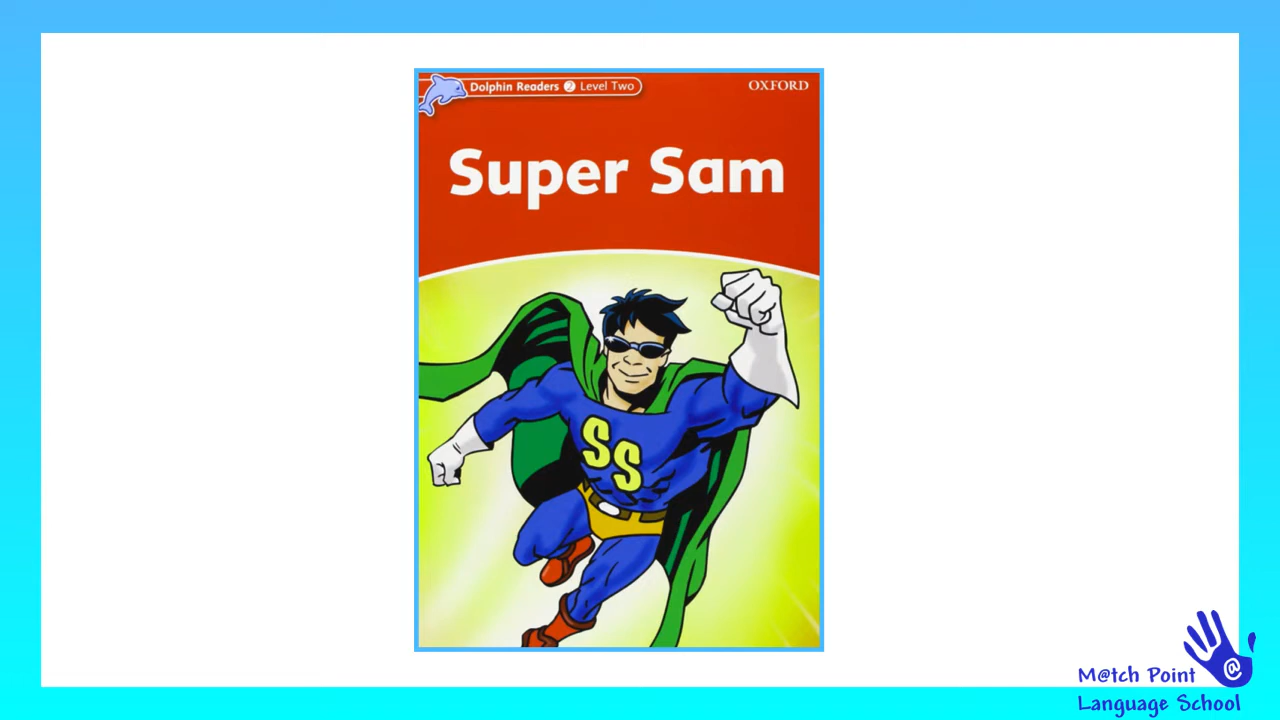 Dolphin Readers 2 Level Two
OXFORD
Super Sam
SS
M@tch Point
@
Language School